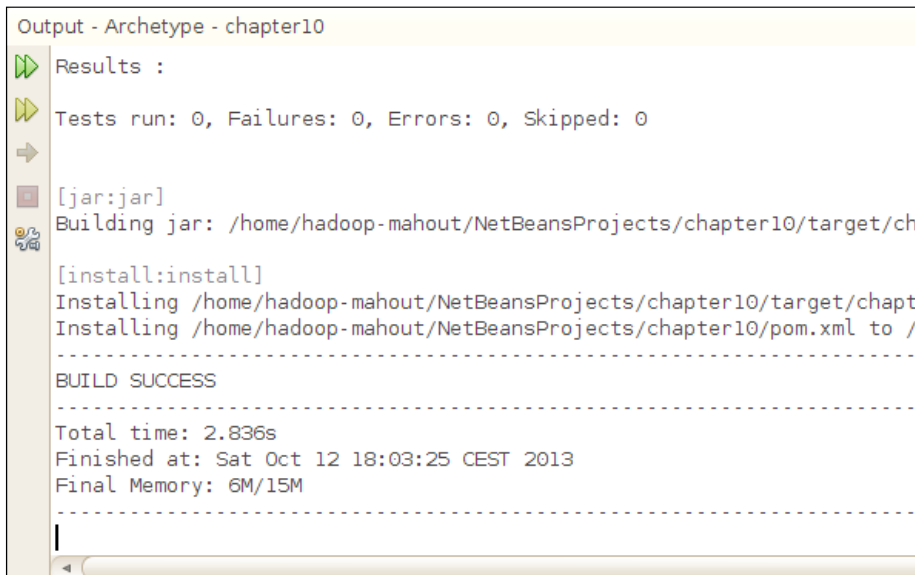 Output - Archetype - chapter10
Results :
Tests run: 0, Failures: 0, Errors: 0, Skipped: 0
[jar:jar]
Building jar: /home/hadoop-mahout/NetBeansProjects/chapter10/target/ch
[install:install]
Installing /home/hadoop-mahout/NetBeansProjects/chapter10/target/chapt
Installing /home/hadoop-mahout/NetBeansProjects/chapter10/pom.xml to /
------------------------------------------------------------------------
BUILD SUCCESS
------------------------------------------------------------------------
Total time: 2.836s
Finished at: Sat Oct 12 18:03:25 CEST 2013
Final Memory: 6M/15M
------------------------------------------------------------------------